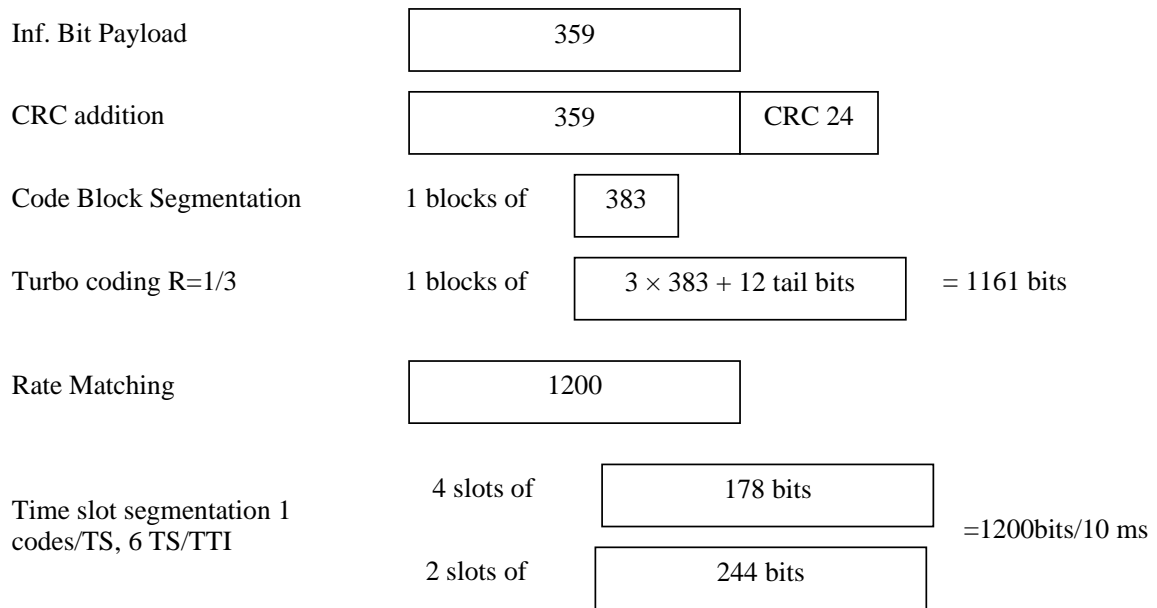 Inf. Bit Payload 359
CRC addition 359 CRC 24
Code Block Segmentation 1 blocks of 383
Turbo coding R=1/3 1 blocks of 3 × 383 + 12 tail bits = 1161 bits
Rate Matching 1200
4 slots of 178 bits
Time slot segmentation 1
codes/TS, 6 TS/TTI
=1200bits/10 ms
2 slots of 244 bits